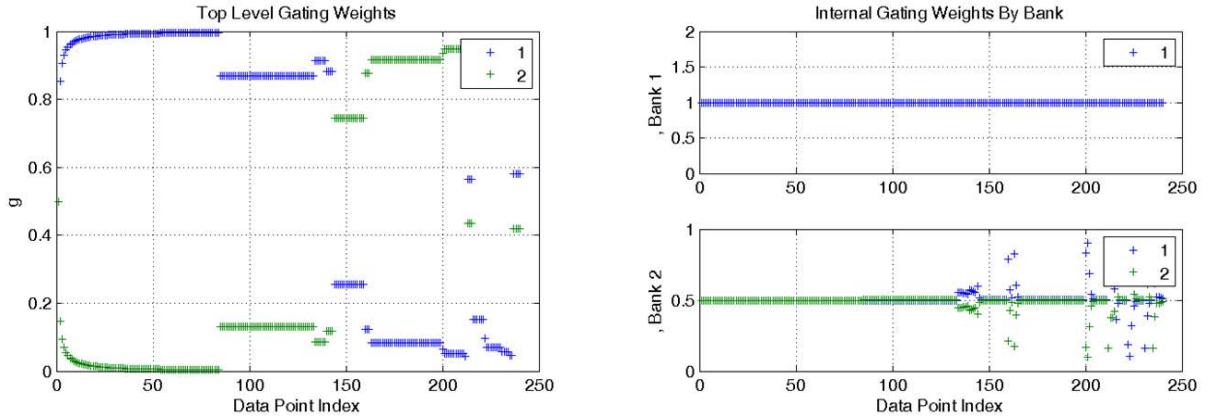 Top Level Gating Weights
1
0.8
0.6
0.4
0.2
0
g
0 50 100 150 200 250
Data Point Index
1
2
Internal Gating Weights By Bank
2
1.5
1
0.5
0
, Bank 1
0 50 100 150 200 250
1
1
0.5
0
, Bank 2
0 50 100 150 200 250
Data Point Index
1
2